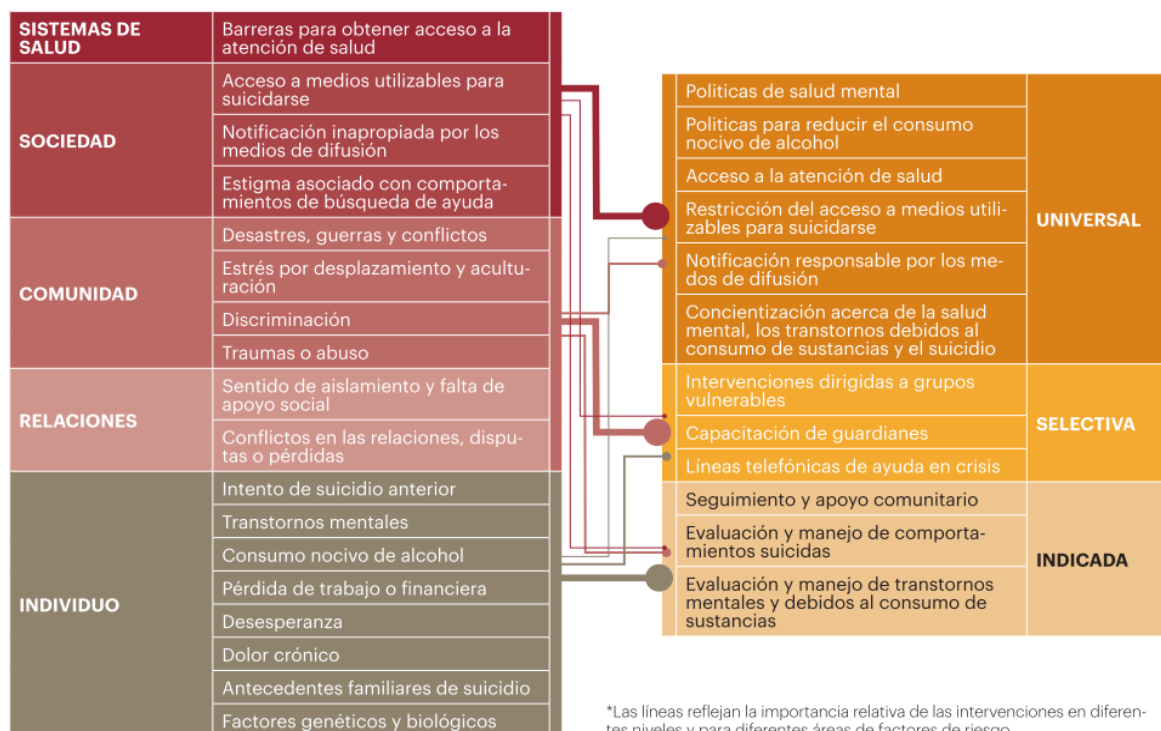 SISTEMAS DE
SALUD
Barreras para obtener acceso a la
atención de salud
SOCIEDAD
Acceso a medios utilizables para
suicidarse
Notificación inapropiada por los
medios de difusión
Estigma asociado con comporta-
mientos de búsqueda de ayuda
COMUNIDAD
Desastres, guerras y conflictos
Estrés por desplazamiento y acultu-
ración
Discriminación
Traumas o abuso
RELACIONES
Sentido de aislamiento y falta de
apoyo social
Conflictos en las relaciones, dispu-
tas o pérdidas
INDIVIDUO
Intento de suicidio anterior
Transtornos mentales
Consumo nocivo de alcohol
Pérdida de trabajo o financiera
Desesperanza
Dolor crónico
Antecedentes familiares de suicidio
Factores genéticos y biológicos
Politicas de salud mental
Politicas para reducir el consumo
nocivo de alcohol
Acceso a la atención de salud
Restricción del acceso a medios utili-
zables para suicidarse
Notificación responsable por los me-
dos de difusión
Concientización acerca de la salud
mental, los transtornos debidos al
consumo de sustancias y el suicidio
UNIVERSAL
Intervenciones dirigidas a grupos
vulnerables
Capacitación de guardianes
Líneas telefónicas de ayuda en crisis
SELECTIVA
Seguimiento y apoyo comunitario
Evaluación y manejo de comporta-
mientos suicidas
Evaluación y manejo de transtornos
mentales y debidos al consumo de
sustancias
INDICADA
*Las líneas reflejan la importancia relativa de las intervenciones en diferen-
tes niveles y para diferentes áreas de factores de riesgo